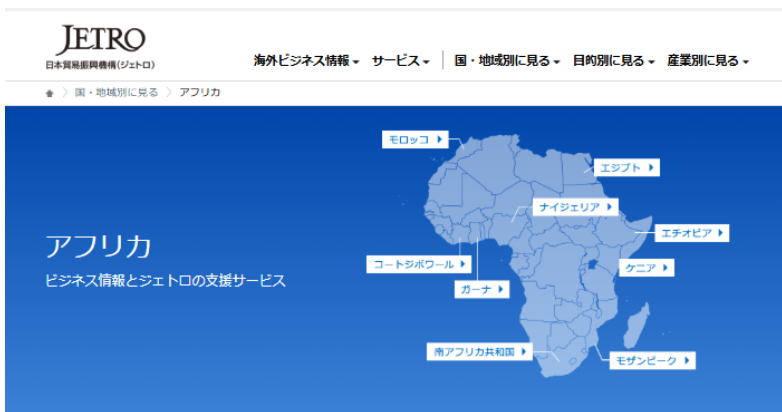 JETRO
日本貿易振興機構(ジェトロ)
海外ビジネス情報 サービス 国・地域別に見る 目的別に見る 産業別に見る
国・地域別に見る 〉 アフリカ
モロッコ
エジプト
ナイジェリア
エチオピア
アフリカ
コートジボワール
ケニア
ビジネス情報とジェトロの支援サービス
ガーナ
南アフリカ共和国
モザンビーク